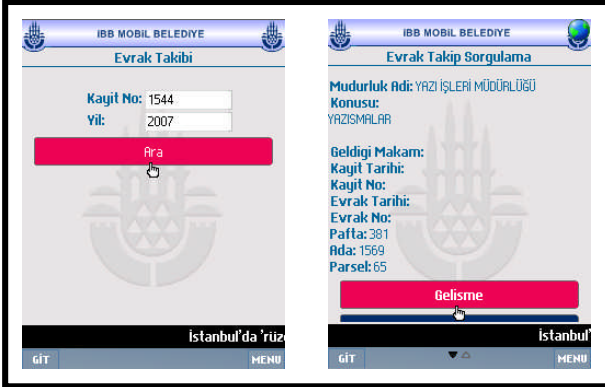 İBB MOBİL BELEDİYE
Evrak Takibi
Kayit No: 1544
Yil: 2007
Ara
İstanbul'da 'rüz
GİT MENU
İBB MOBİL BELEDİYE
Evrak Takip Sorgulama
Mudurluk Adi: YAZI İŞLERİ MÜDÜRLÜĞÜ
Konusu:
YAZISMALAR
Geldigi Makam:
Kayit Tarihi:
Kayit No:
Evrak Tarihi:
Evrak No:
Pafta: 381
Ada: 1569
Parsel: 65
Gelisme
İstanbul'
GİT MENU